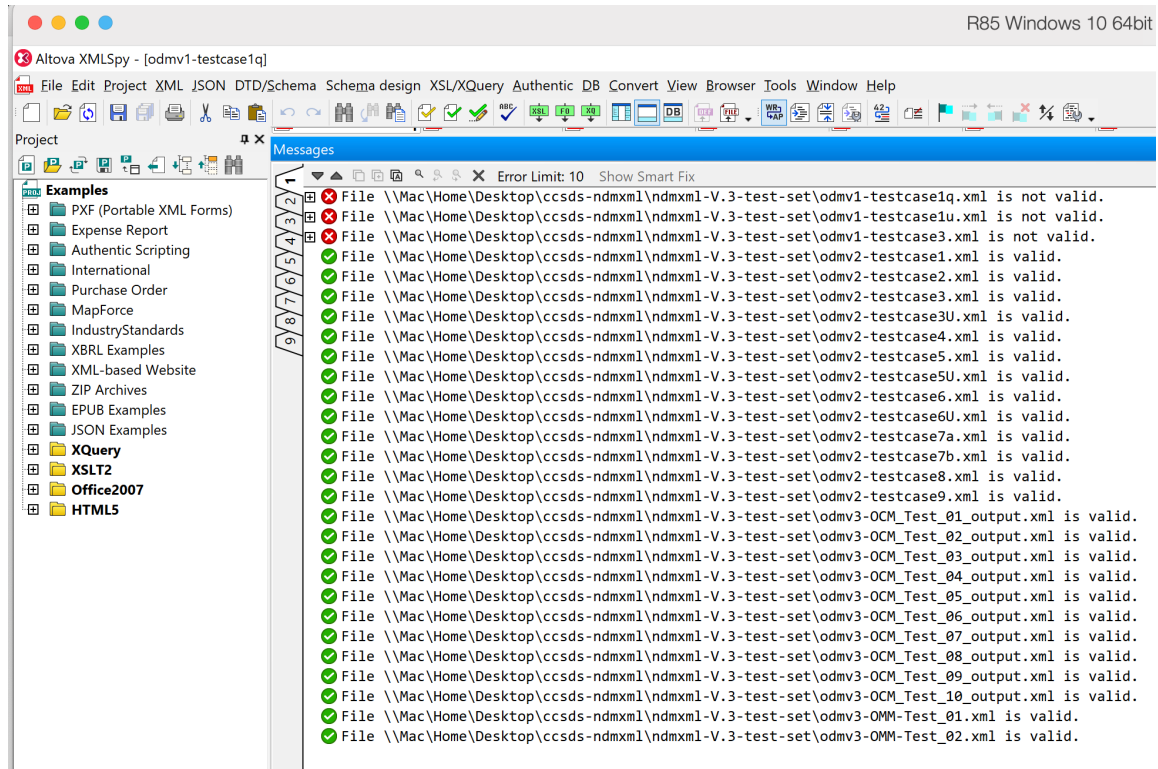 R85 Windows 10 64bit
Altova XMLSpy - [odmv1-testcase1q]
File Edit Project XML JSON DTD/Schema Schema design XSL/XQuery Authentic DB Convert View Browser Tools Window Help
Project
Messages
Error Limit: 10 Show Smart Fix
Examples
PXF (Portable XML Forms)
Expense Report
Authentic Scripting
International
Purchase Order
MapForce
IndustryStandards
XBRL Examples
XML-based Website
ZIP Archives
EPUB Examples
JSON Examples
XQuery
XSLT2
Office2007
HTML5
1
2
3
4
5
6
7
8
9
File \\Mac\Home\Desktop\ccsds-ndmxml\ndmxml-V.3-test-set\odmv1-testcase1q.xml is not valid.
File \\Mac\Home\Desktop\ccsds-ndmxml\ndmxml-V.3-test-set\odmv1-testcase1u.xml is not valid.
File \\Mac\Home\Desktop\ccsds-ndmxml\ndmxml-V.3-test-set\odmv1-testcase3.xml is not valid.
File \\Mac\Home\Desktop\ccsds-ndmxml\ndmxml-V.3-test-set\odmv2-testcase1.xml is valid.
File \\Mac\Home\Desktop\ccsds-ndmxml\ndmxml-V.3-test-set\odmv2-testcase2.xml is valid.
File \\Mac\Home\Desktop\ccsds-ndmxml\ndmxml-V.3-test-set\odmv2-testcase3.xml is valid.
File \\Mac\Home\Desktop\ccsds-ndmxml\ndmxml-V.3-test-set\odmv2-testcase3U.xml is valid.
File \\Mac\Home\Desktop\ccsds-ndmxml\ndmxml-V.3-test-set\odmv2-testcase4.xml is valid.
File \\Mac\Home\Desktop\ccsds-ndmxml\ndmxml-V.3-test-set\odmv2-testcase5.xml is valid.
File \\Mac\Home\Desktop\ccsds-ndmxml\ndmxml-V.3-test-set\odmv2-testcase5U.xml is valid.
File \\Mac\Home\Desktop\ccsds-ndmxml\ndmxml-V.3-test-set\odmv2-testcase6.xml is valid.
File \\Mac\Home\Desktop\ccsds-ndmxml\ndmxml-V.3-test-set\odmv2-testcase6U.xml is valid.
File \\Mac\Home\Desktop\ccsds-ndmxml\ndmxml-V.3-test-set\odmv2-testcase7a.xml is valid.
File \\Mac\Home\Desktop\ccsds-ndmxml\ndmxml-V.3-test-set\odmv2-testcase7b.xml is valid.
File \\Mac\Home\Desktop\ccsds-ndmxml\ndmxml-V.3-test-set\odmv2-testcase8.xml is valid.
File \\Mac\Home\Desktop\ccsds-ndmxml\ndmxml-V.3-test-set\odmv2-testcase9.xml is valid.
File \\Mac\Home\Desktop\ccsds-ndmxml\ndmxml-V.3-test-set\odmv3-OCM_Test_01_output.xml is valid.
File \\Mac\Home\Desktop\ccsds-ndmxml\ndmxml-V.3-test-set\odmv3-OCM_Test_02_output.xml is valid.
File \\Mac\Home\Desktop\ccsds-ndmxml\ndmxml-V.3-test-set\odmv3-OCM_Test_03_output.xml is valid.
File \\Mac\Home\Desktop\ccsds-ndmxml\ndmxml-V.3-test-set\odmv3-OCM_Test_04_output.xml is valid.
File \\Mac\Home\Desktop\ccsds-ndmxml\ndmxml-V.3-test-set\odmv3-OCM_Test_05_output.xml is valid.
File \\Mac\Home\Desktop\ccsds-ndmxml\ndmxml-V.3-test-set\odmv3-OCM_Test_06_output.xml is valid.
File \\Mac\Home\Desktop\ccsds-ndmxml\ndmxml-V.3-test-set\odmv3-OCM_Test_07_output.xml is valid.
File \\Mac\Home\Desktop\ccsds-ndmxml\ndmxml-V.3-test-set\odmv3-OCM_Test_08_output.xml is valid.
File \\Mac\Home\Desktop\ccsds-ndmxml\ndmxml-V.3-test-set\odmv3-OCM_Test_09_output.xml is valid.
File \\Mac\Home\Desktop\ccsds-ndmxml\ndmxml-V.3-test-set\odmv3-OCM_Test_10_output.xml is valid.
File \\Mac\Home\Desktop\ccsds-ndmxml\ndmxml-V.3-test-set\odmv3-OMM-Test_01.xml is valid.
File \\Mac\Home\Desktop\ccsds-ndmxml\ndmxml-V.3-test-set\odmv3-OMM-Test_02.xml is valid.